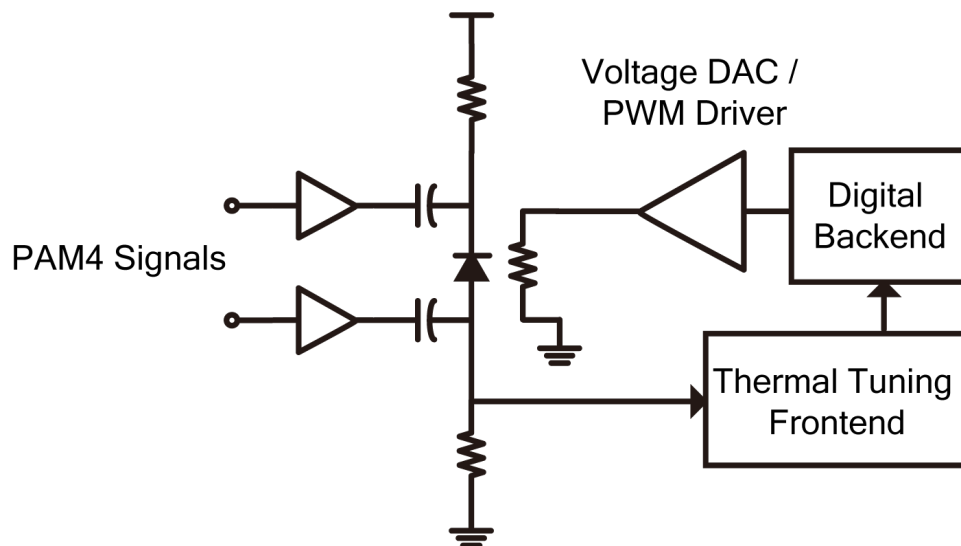 Voltage DAC /
PWM Driver
Digital
Backend
PAM4 Signals
Thermal Tuning
Frontend